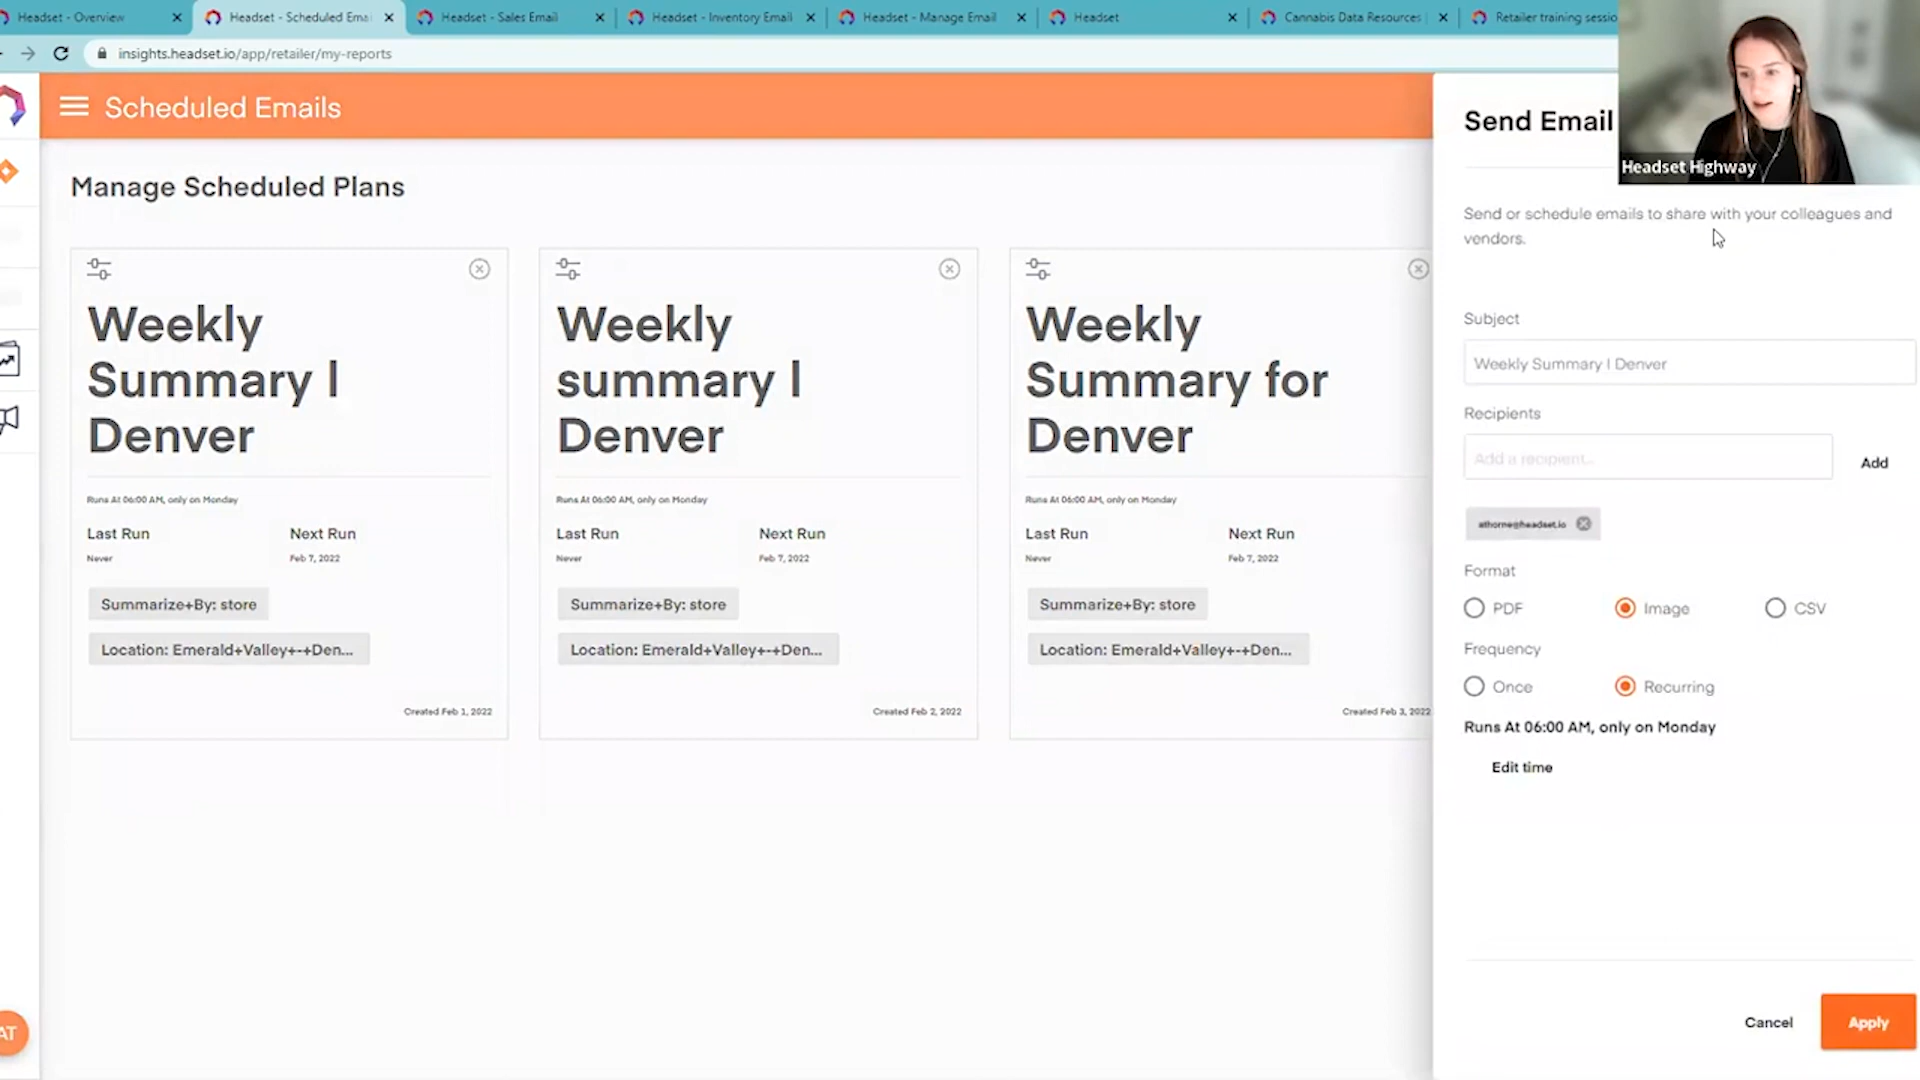 Headset - Overview
Headset - Scheduled Emai
Headset - Sales Email
Headset - Inventory Email
Headset - Manage Email
Headset
Cannabis Data Resources
Retailer training sessio
insights.headset.io/app/retailer/my-reports
Scheduled Emails
Manage Scheduled Plans
Weekly
Summary |
Denver
Runs At 06:00 AM, only on Monday
Last Run
Next Run
Never
Feb 7, 2022
Summarize+By: store
Location: Emerald+Valley+-+Den...
Created Feb 1, 2022
Weekly
summary |
Denver
Runs At 06:00 AM, only on Monday
Last Run
Next Run
Never
Feb 7, 2022
Summarize+By: store
Location: Emerald+Valley+-+Den...
Created Feb 2, 2022
Weekly
Summary for
Denver
Runs At 06:00 AM, only on Monday
Last Run
Next Run
Never
Feb 7, 2022
Summarize+By: store
Location: Emerald+Valley+-+Den...
Created Feb 3, 2022
AT
Send Email
Headset Highway
Send or schedule emails to share with your colleagues and
vendors.
Subject
Weekly Summary | Denver
Recipients
Add a recipient...
Add
athorne@headset.io
Format
PDF
Image
CSV
Frequency
Once
Recurring
Runs At 06:00 AM, only on Monday
Edit time
Cancel
Apply